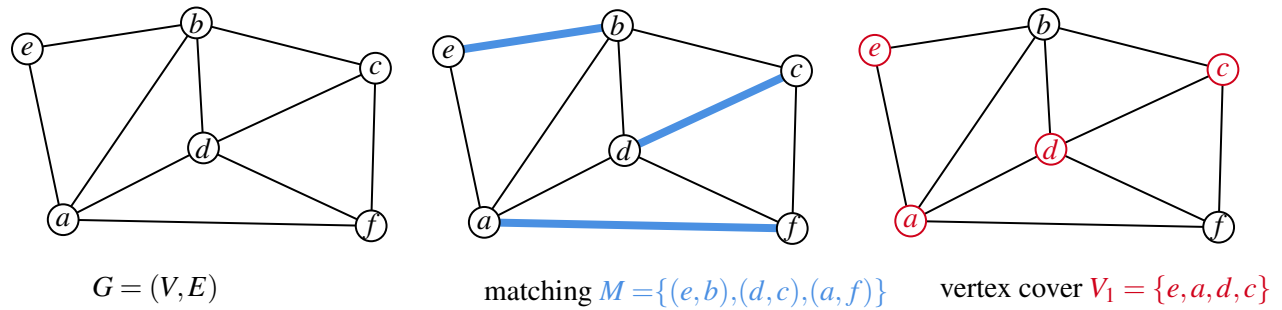 b
e
c
d
a
f
G = (V, E)
b
e
c
d
a
f
matching M ={(e,b),(d,c),(a, f)}
b
e
c
d
a
f
vertex cover V₁ = {e,a,d,c}